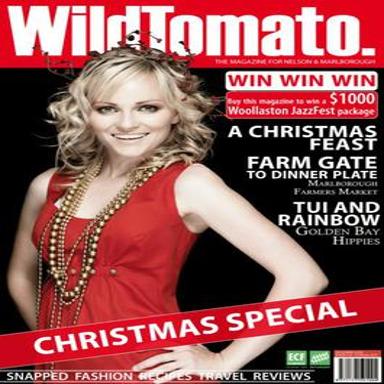 WildTomato.
THE MAGAZINE FOR NELSON & MARLBOROUGH
WIN WIN WIN
Buy this magazine to win a $1000
Woollaston JazzFest package
A CHRISTMAS
FEAST
FARM GATE
TO DINNER PLATE
MARLBOROUGH
FARMERS MARKET
TUI AND
RAINBOW
GOLDEN BAY
HIPPIES
CHRISTMAS SPECIAL
ECF
SNAPPED FASHION RECIPES TRAVEL REVIEWS